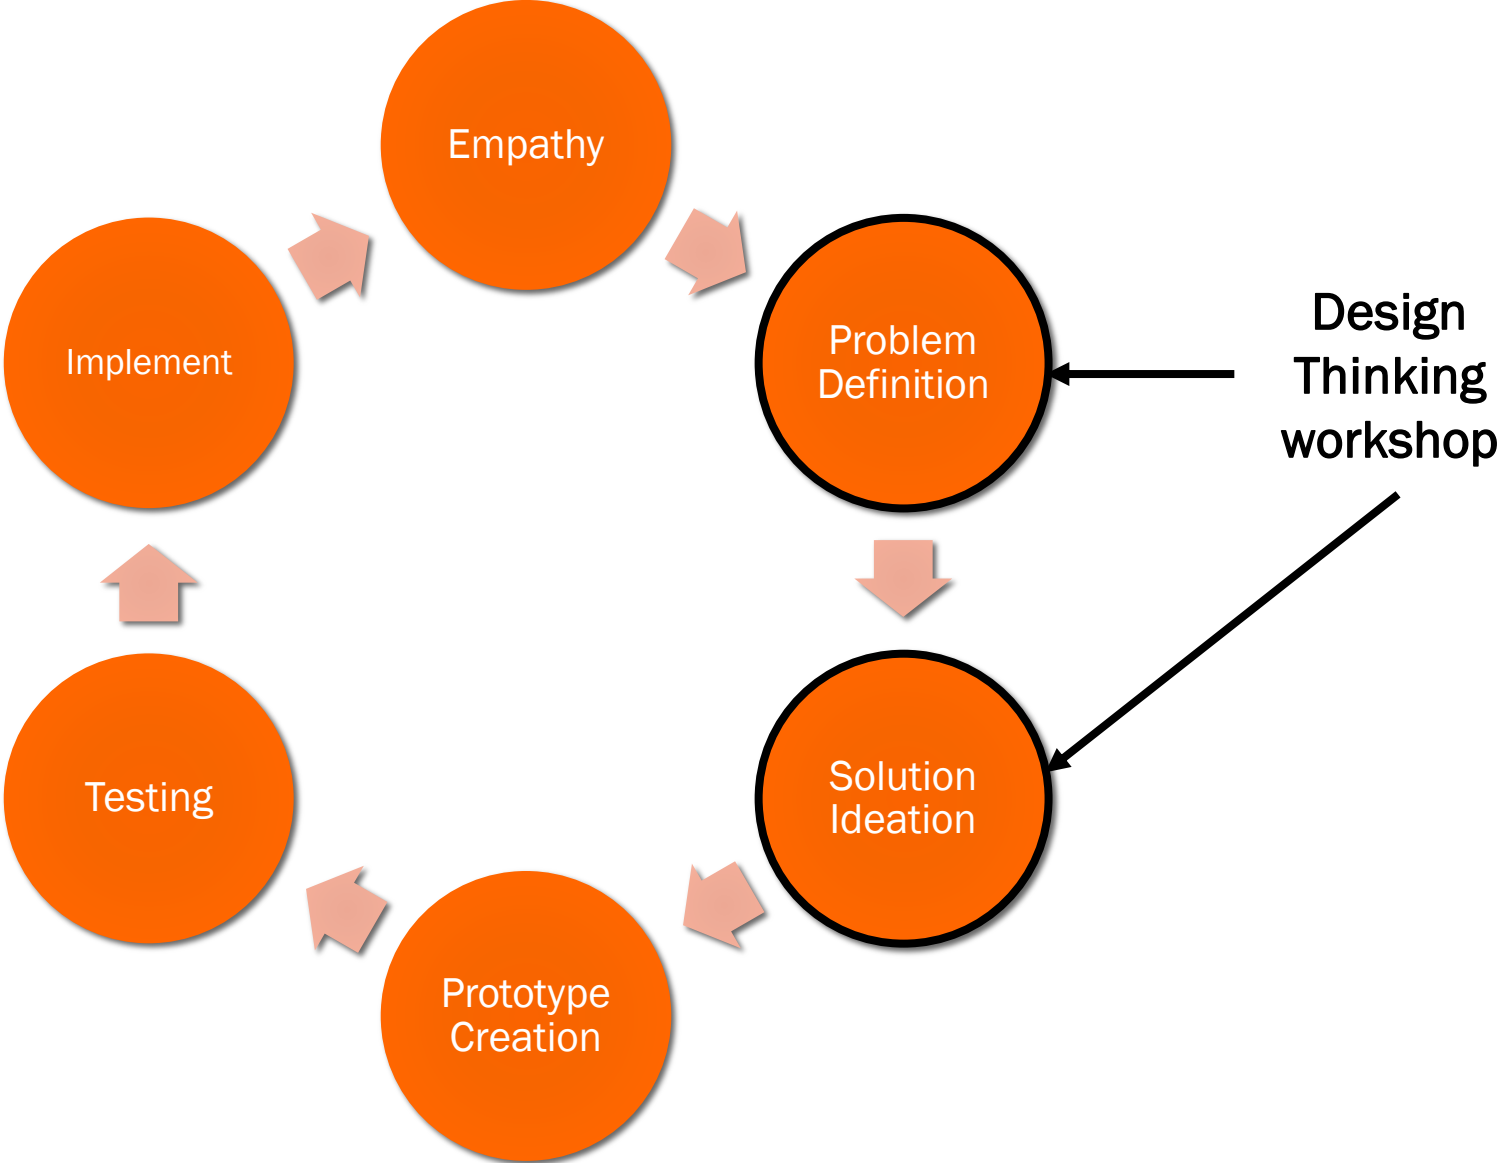 Empathy
Problem
Definition
Design
Thinking
workshop
Solution
Ideation
Prototype
Creation
Testing
Implement